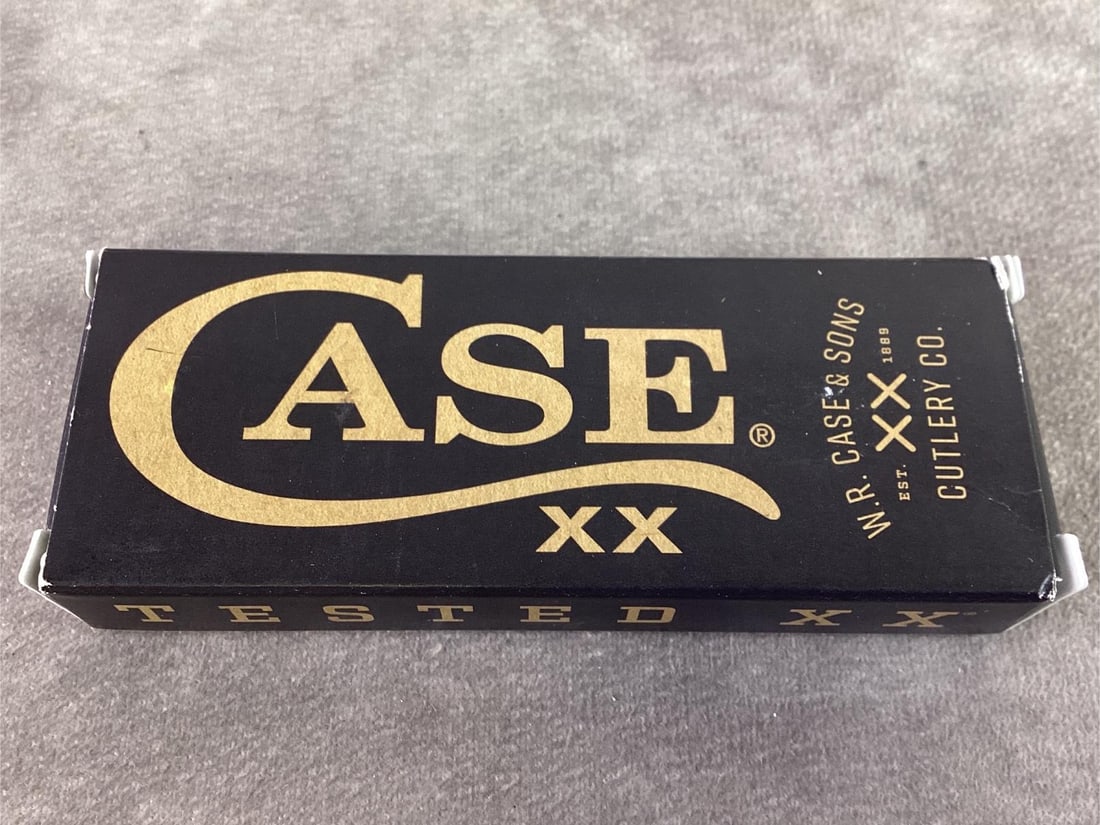 CASE®
XX
W.R. CASE & SONS
EST. XX 1889
CUTLERY CO.
TESTED XX®